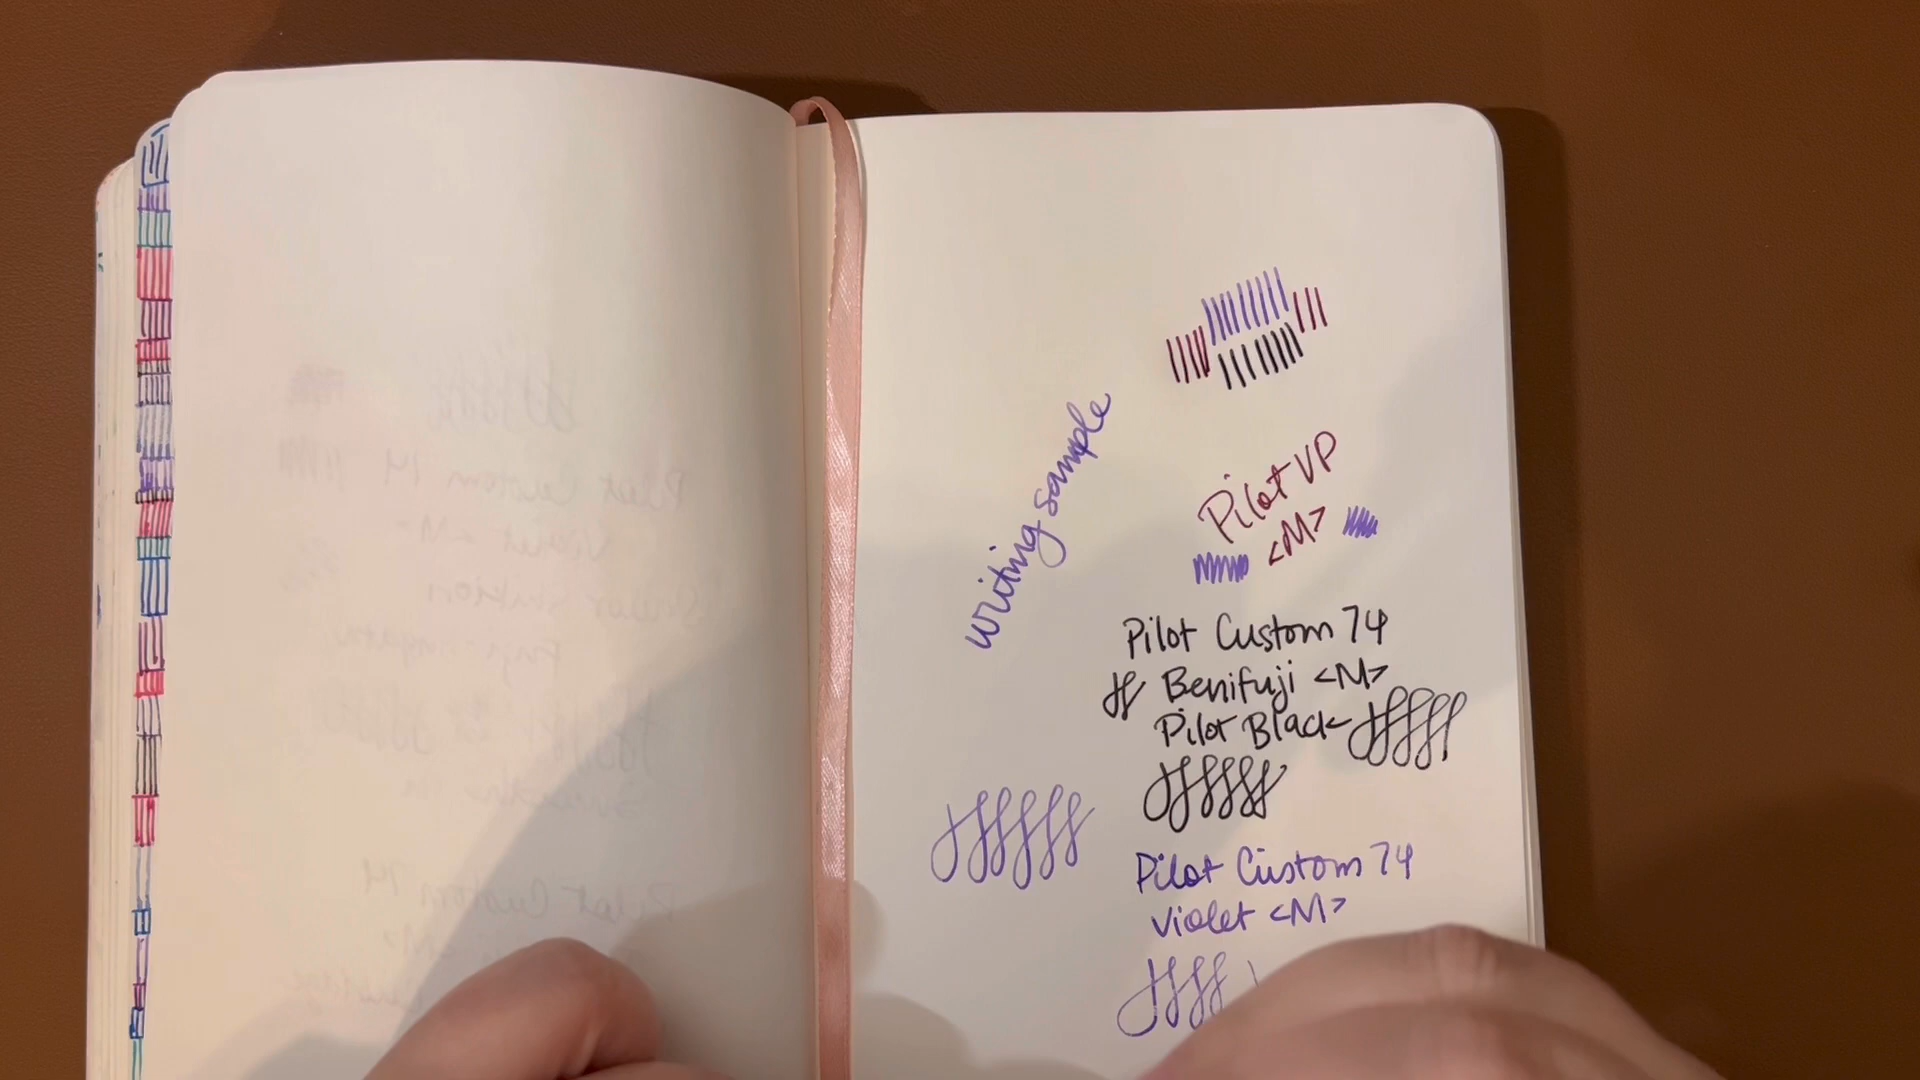 writing sample
Pilot VP
<M>
Pilot Custom 74
Benifuji <M>
Pilot Black
Pilot Custom 74
Violet <M>